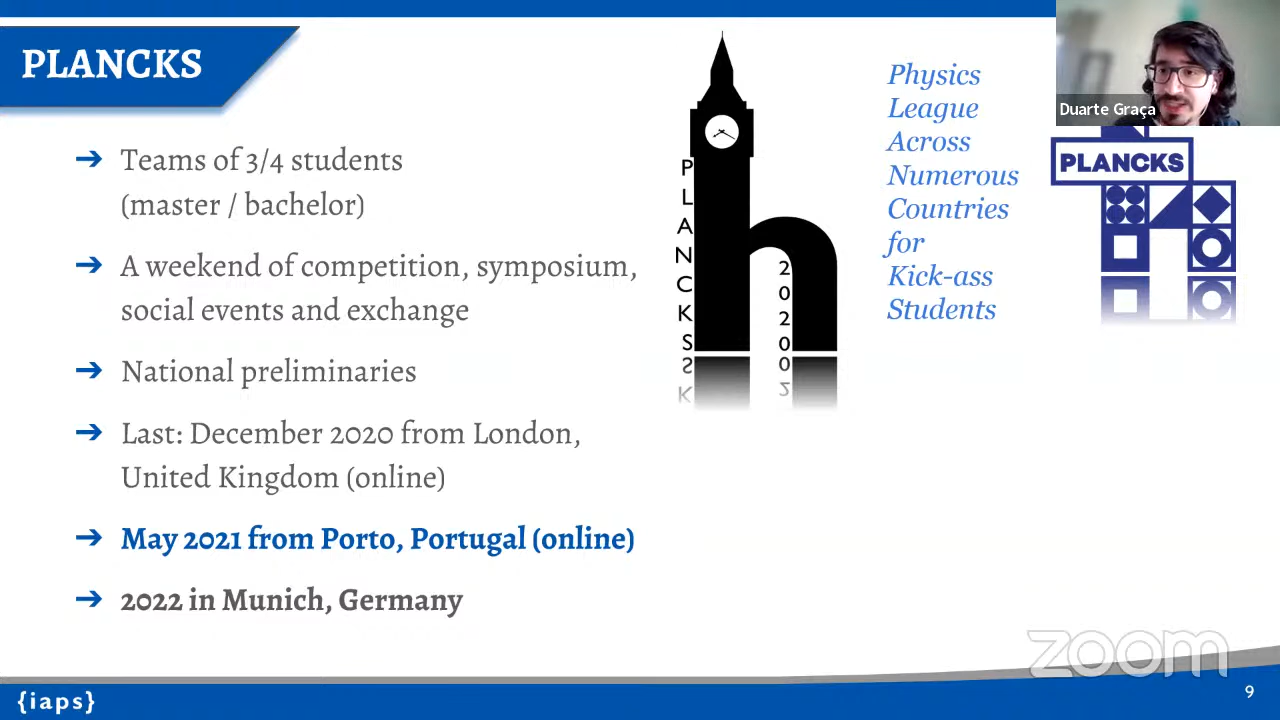 PLANCKS
➔ Teams of 3/4 students
(master / bachelor)
➔ A weekend of competition, symposium,
social events and exchange
➔ National preliminaries
➔ Last: December 2020 from London,
United Kingdom (online)
➔ May 2021 from Porto, Portugal (online)
➔ 2022 in Munich, Germany
PLANCKS
2020
Physics
League
Across
Numerous
Countries
for
Kick-ass
Students
Duarte Graça
PLANCKS
zoom
{iaps}
9